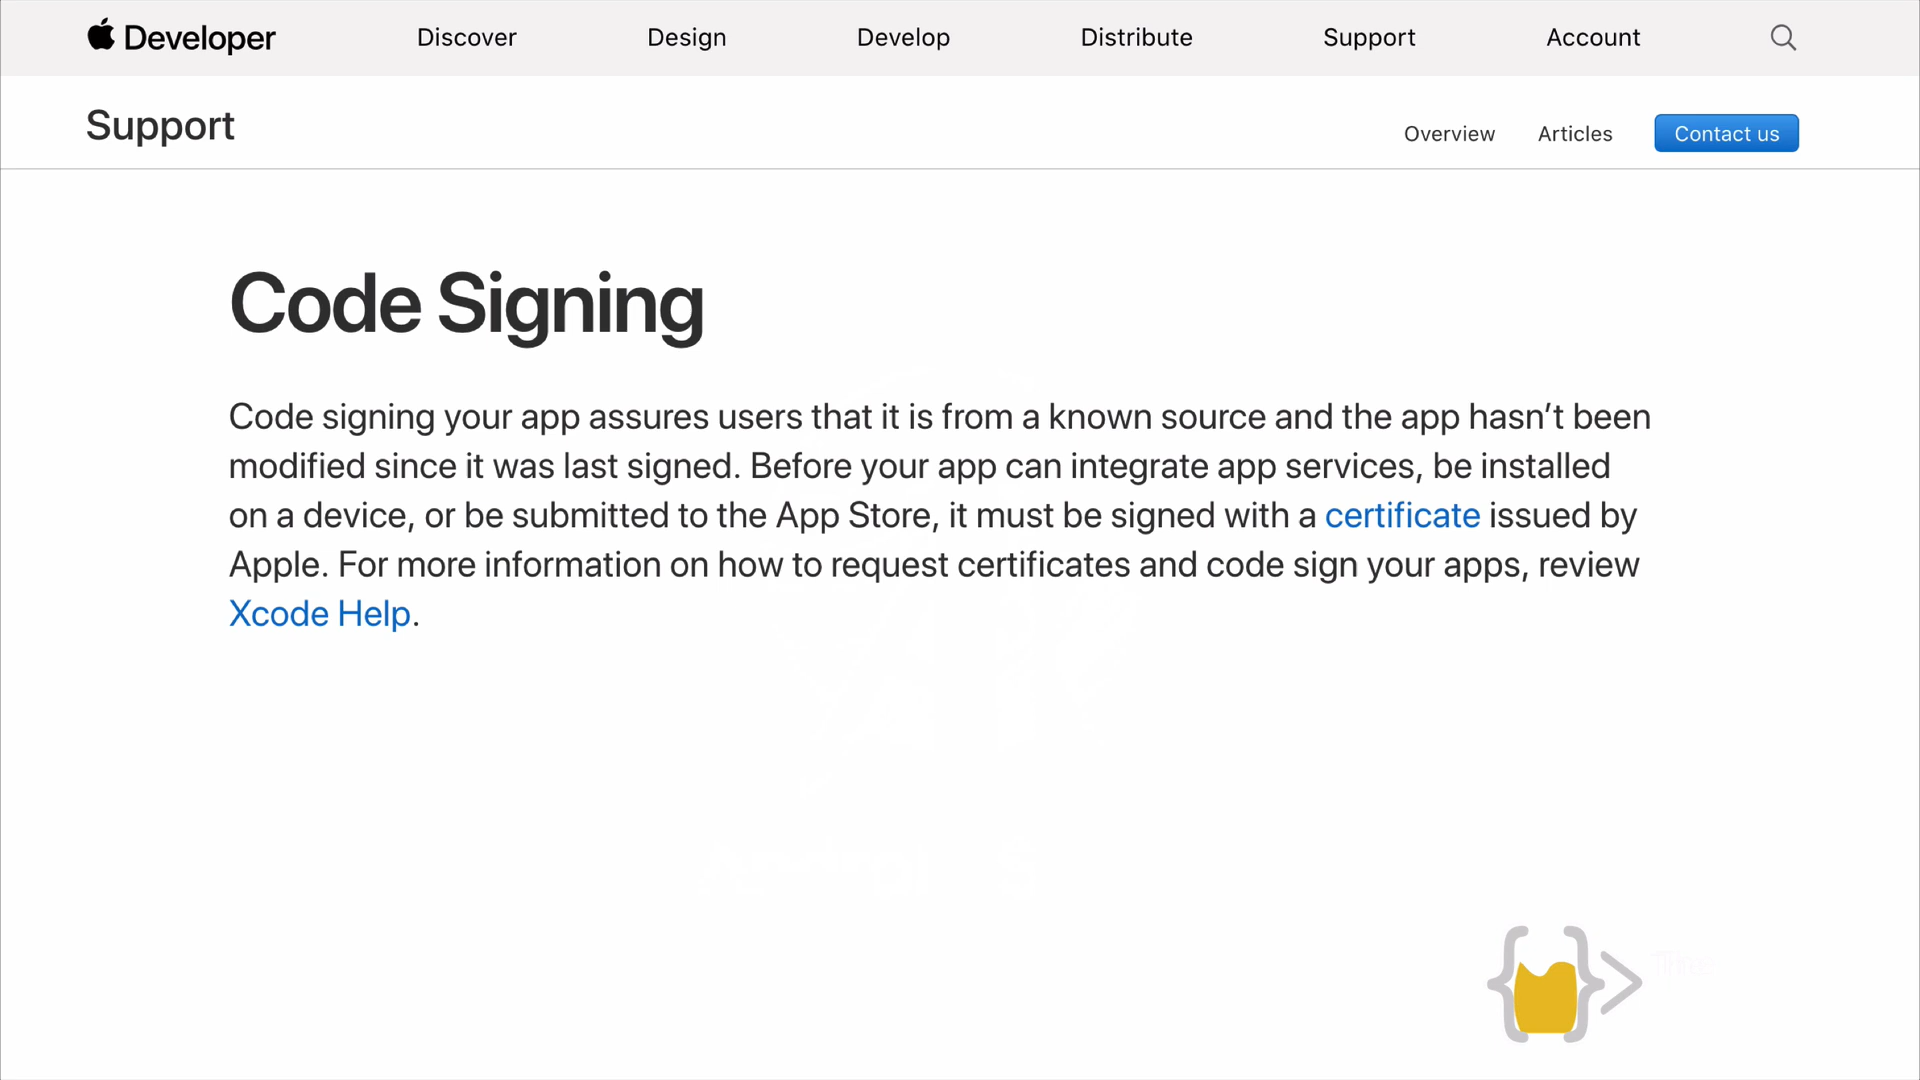 Developer
Discover
Design
Develop
Distribute
Support
Account
Support
Overview
Articles
Contact us
Code Signing
Code signing your app assures users that it is from a known source and the app hasn’t been
modified since it was last signed. Before your app can integrate app services, be installed
on a device, or be submitted to the App Store, it must be signed with a certificate issued by
Apple. For more information on how to request certificates and code sign your apps, review
Xcode Help.